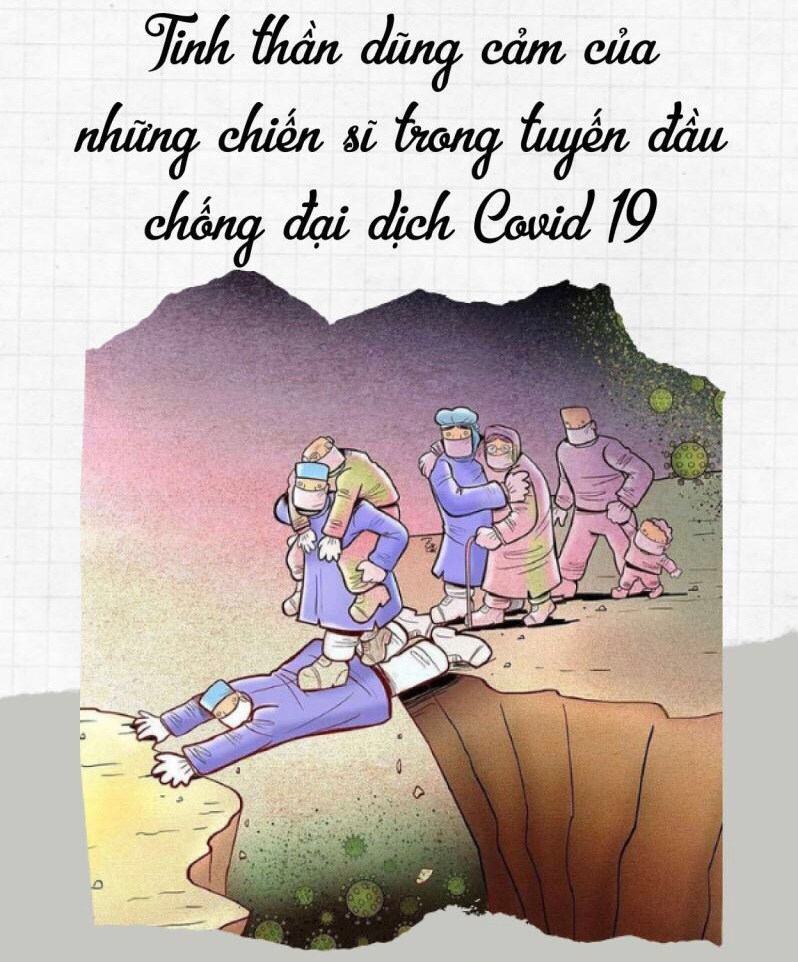 Tinh thần dũng cảm của
những chiến sĩ trong tuyến đầu
chống đại dịch Covid 19